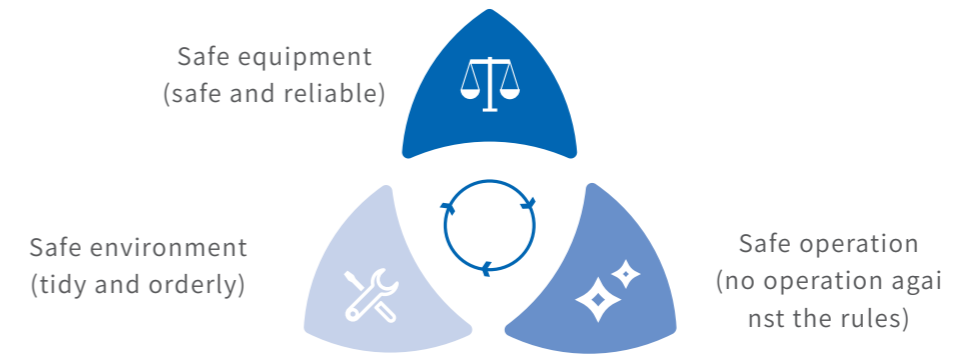 Safe equipment
(safe and reliable)
Safe environment
(tidy and orderly)
Safe operation
(no operation agai
nst the rules)